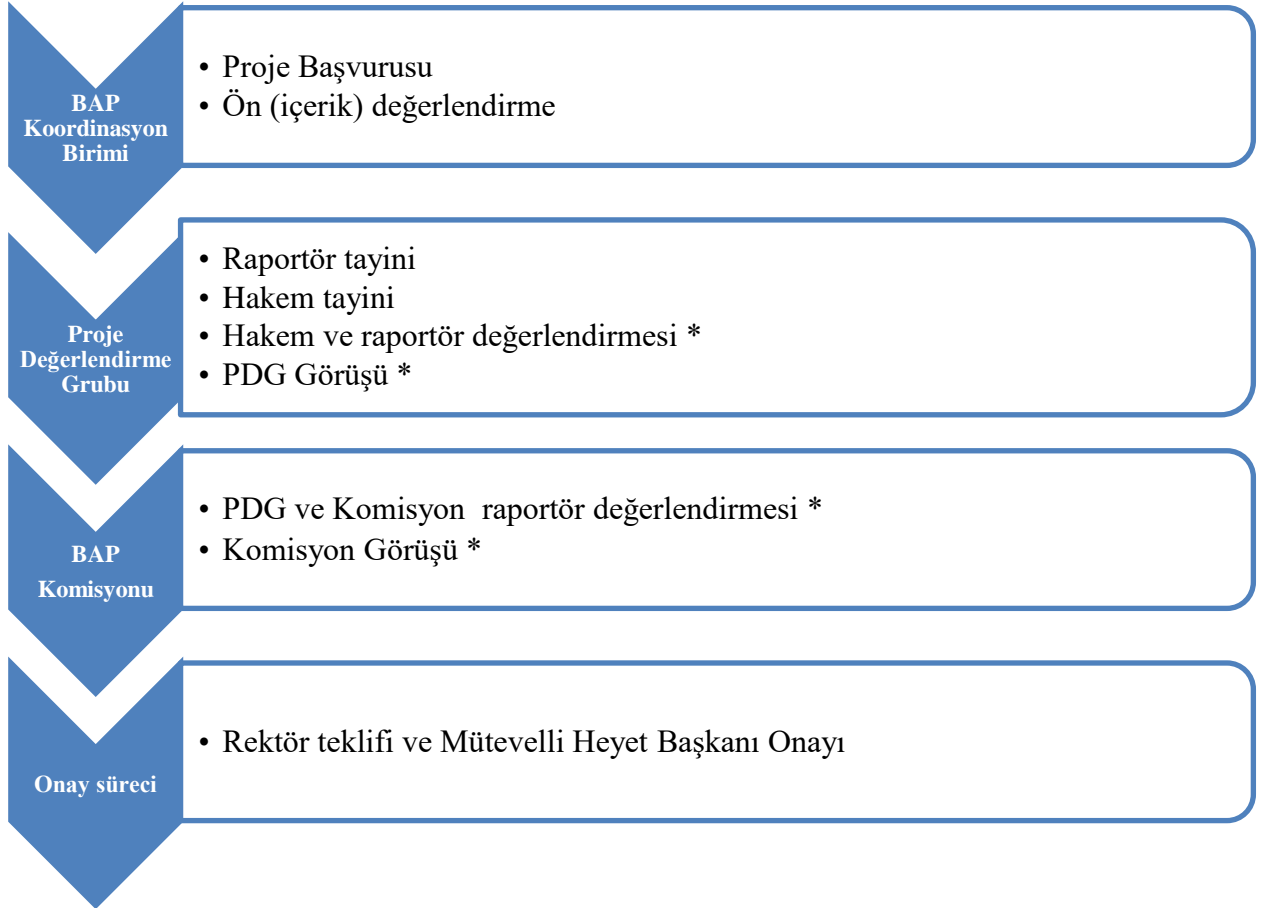 BAP
Koordinasyon
Birimi
• Proje Başvurusu
• Ön (içerik) değerlendirme
Proje
Değerlendirme
Grubu
• Raportör tayini
• Hakem tayini
• Hakem ve raportör değerlendirmesi *
• PDG Görüşü *
BAP
Komisyonu
• PDG ve Komisyon raportör değerlendirmesi *
• Komisyon Görüşü *
Onay süreci
• Rektör teklifi ve Mütevelli Heyet Başkanı Onayı